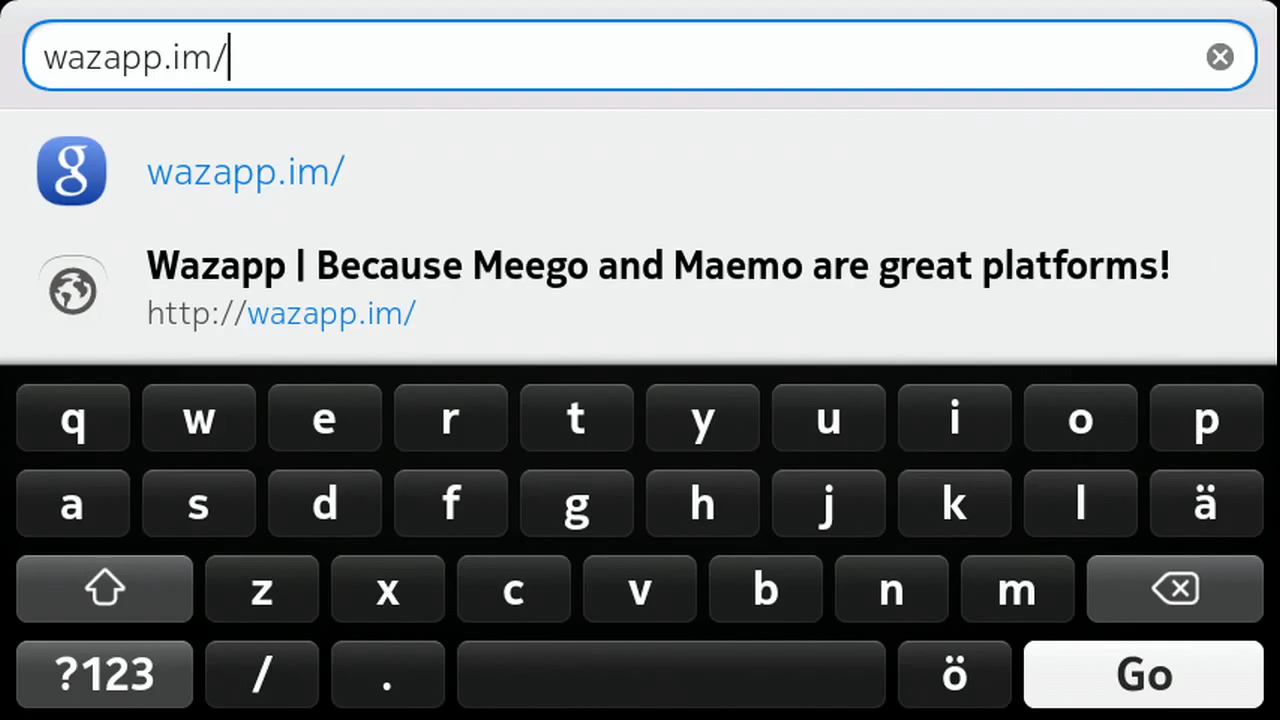 wazapp.im/
g wazapp.im/
Wazapp | Because Meego and Maemo are great platforms!
http://wazapp.im/
q w e r t y u i o p
a s d f g h j k l ä
z x c v b n m
?123 / . ö Go